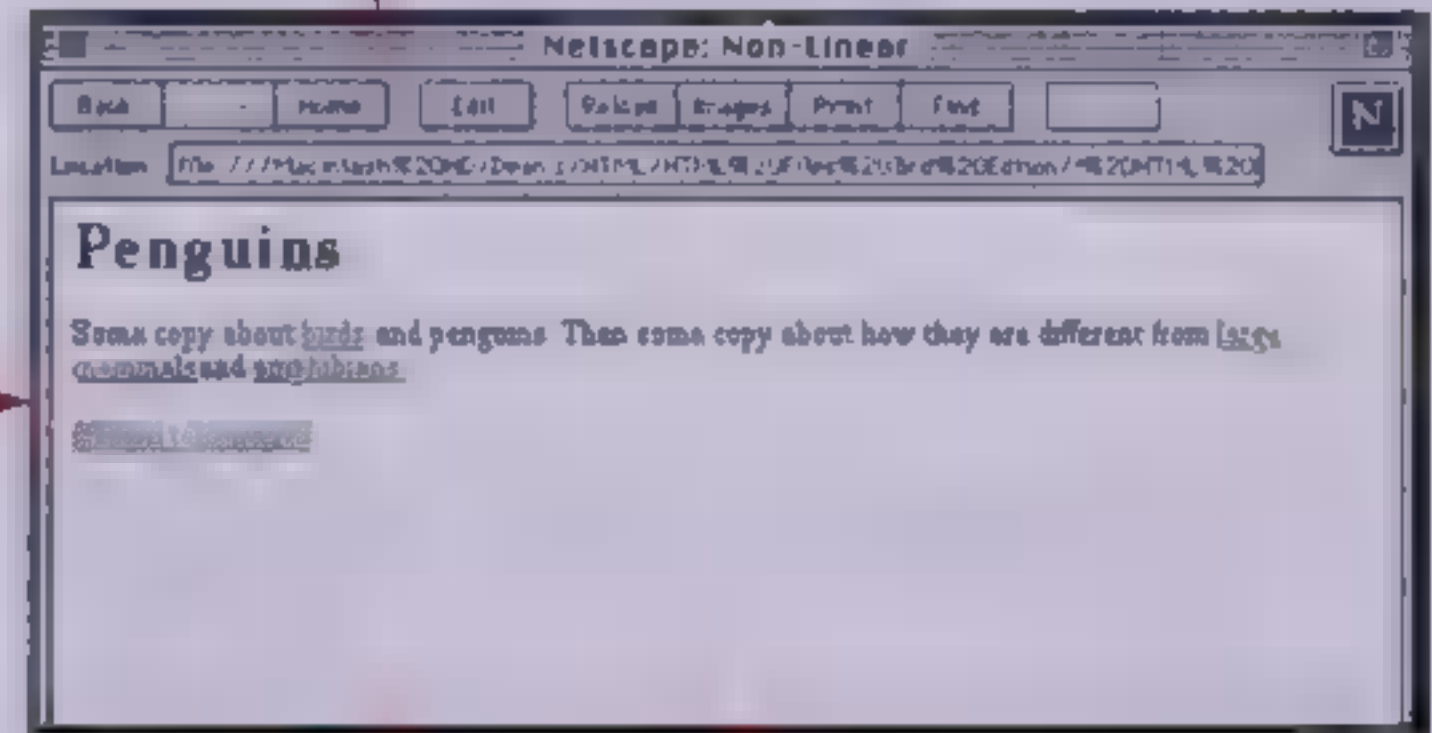 Netscape: Non-Linear
Back Home Edit Reload Images Print Find
N
Location
Penguins
Some copy about birds and penguins. Then some copy about how they are different from large
mammals and amphibians.